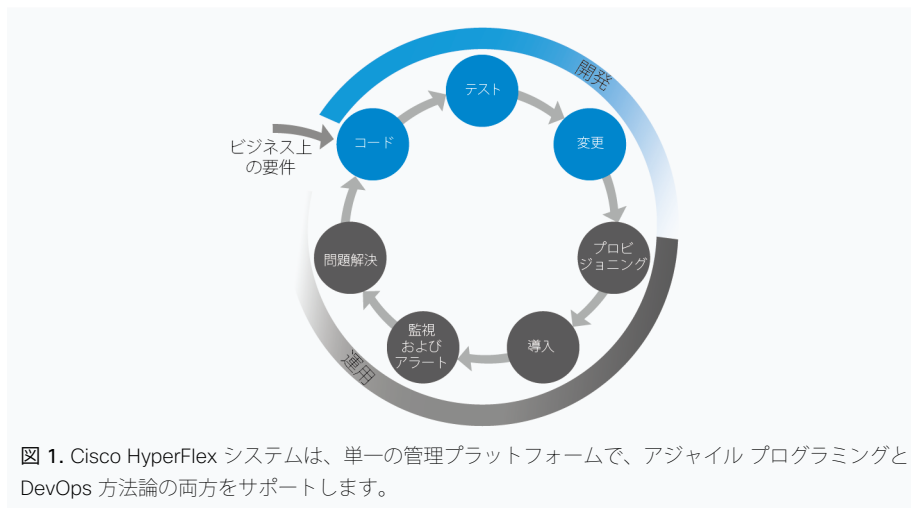 開発
テスト
コード
変更
ビジネス上
の要件
プロビ
ジョニング
問題解決
監視
および
アラート
導入
運用
図 1. Cisco HyperFlex システムは、単一の管理プラットフォームで、アジャイル プログラミングと
DevOps 方法論の両方をサポートします。